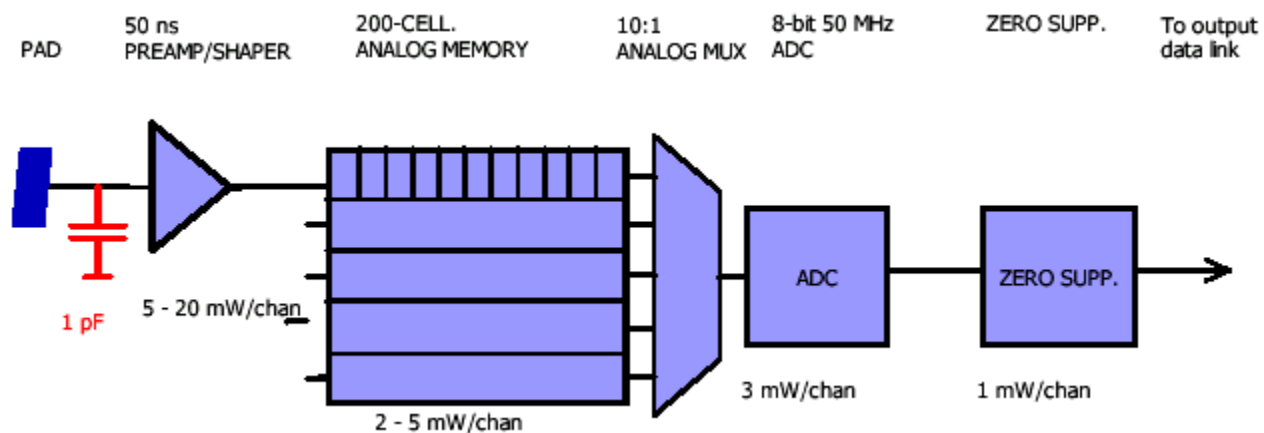 PAD
50 ns
PREAMP/SHAPER
200-CELL.
ANALOG MEMORY
10:1
ANALOG MUX
8-bit 50 MHz
ADC
ZERO SUPP.
To output
data link
1 pF
5 - 20 mW/chan
2 - 5 mW/chan
ADC
3 mW/chan
ZERO SUPP.
1 mW/chan